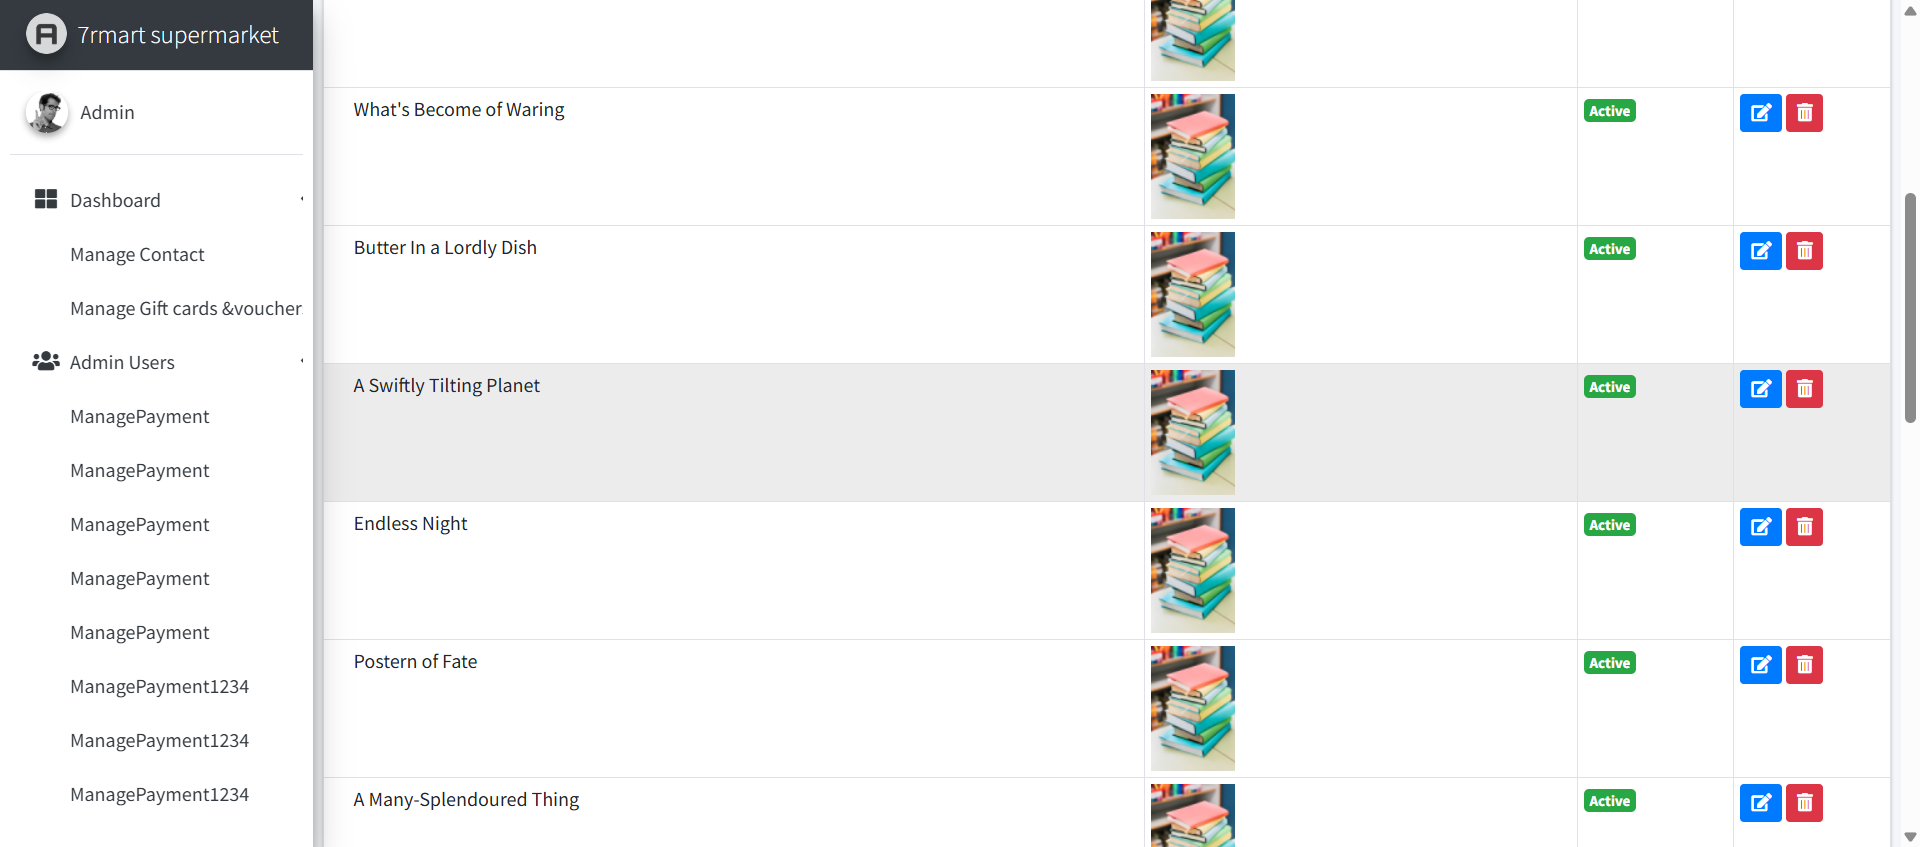 7rmart supermarket
Admin
Dashboard
Manage Contact
Manage Gift cards &voucher
Admin Users
ManagePayment
ManagePayment
ManagePayment
ManagePayment
ManagePayment
ManagePayment1234
ManagePayment1234
ManagePayment1234
What's Become of Waring Active
Butter In a Lordly Dish Active
A Swiftly Tilting Planet Active
Endless Night Active
Postern of Fate Active
A Many-Splendoured Thing Active